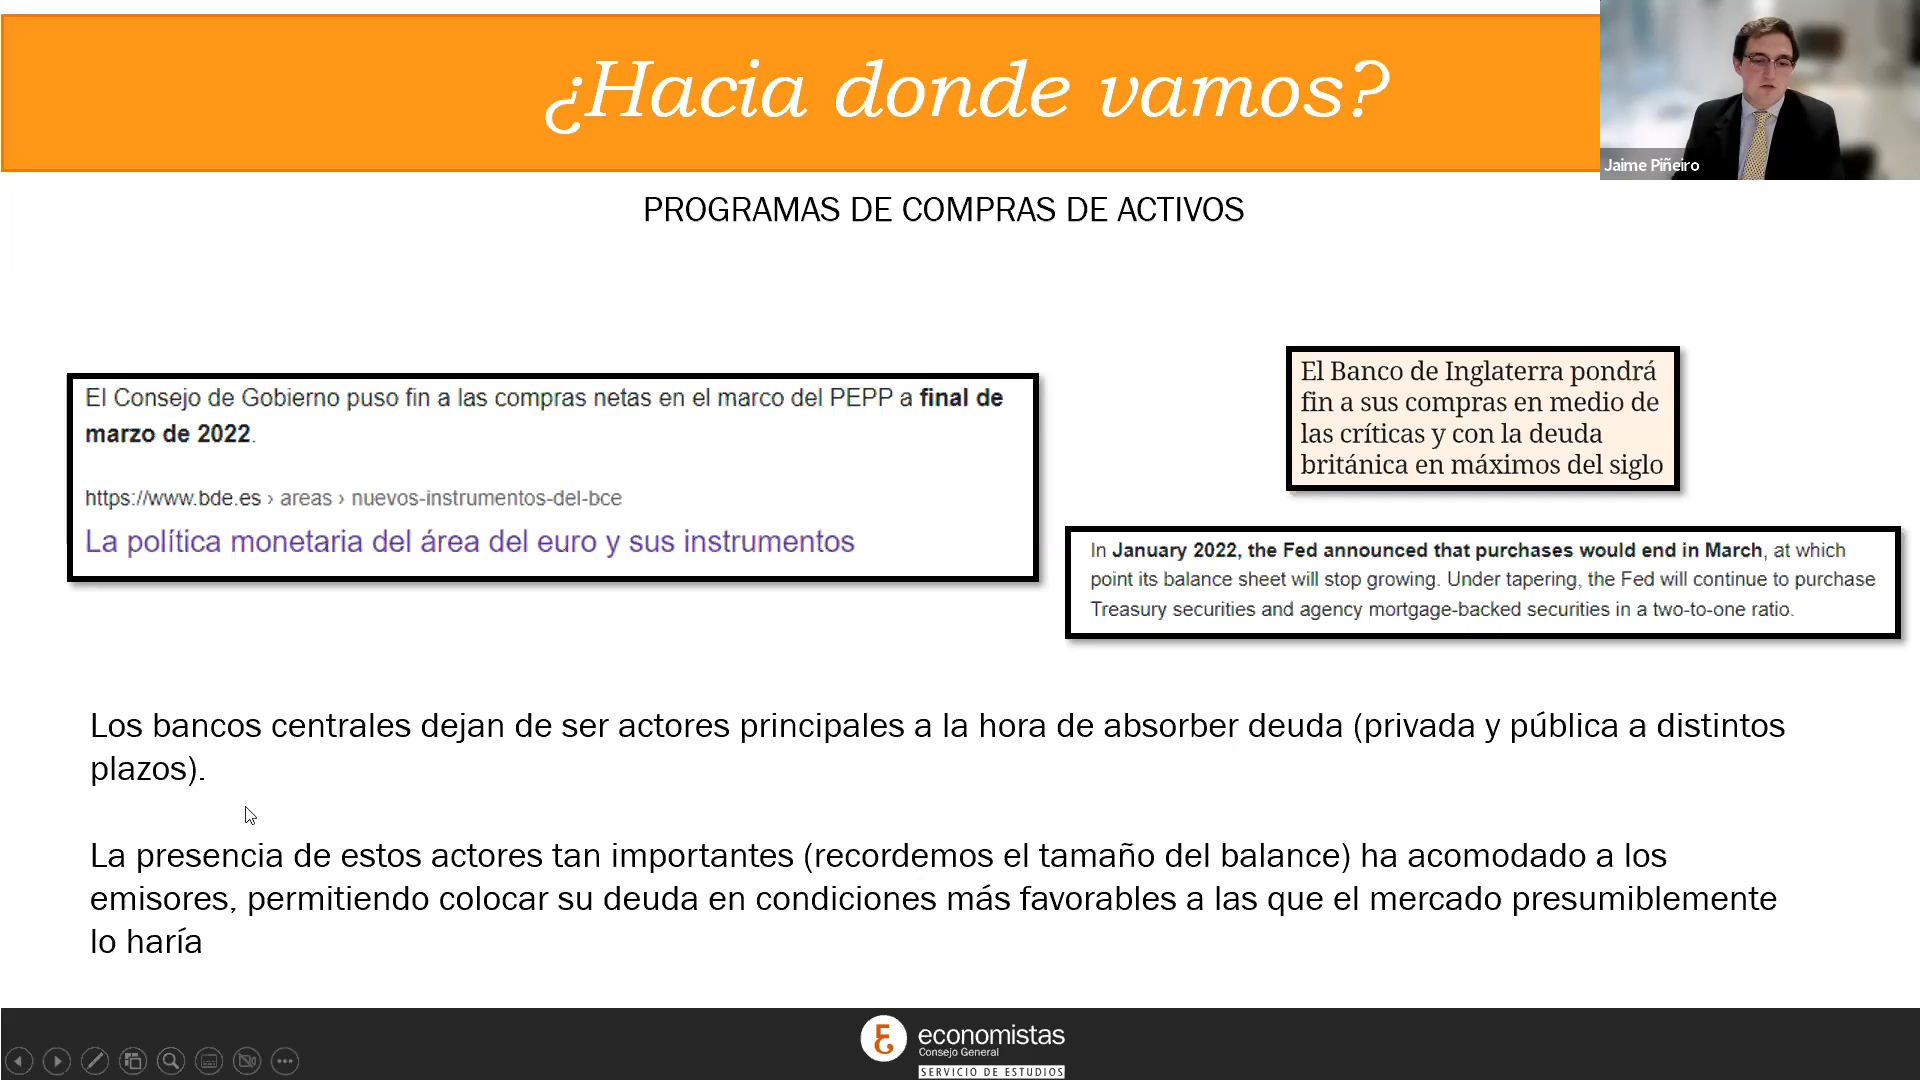 ¿Hacia donde vamos?
Jaime Piñeiro
PROGRAMAS DE COMPRAS DE ACTIVOS
El Consejo de Gobierno puso fin a las compras netas en el marco del PEPP a final de
marzo de 2022.
https://www.bde.es › areas › nuevos-instrumentos-del-bce
La política monetaria del área del euro y sus instrumentos
El Banco de Inglaterra pondrá
fin a sus compras en medio de
las críticas y con la deuda
británica en máximos del siglo
In January 2022, the Fed announced that purchases would end in March, at which
point its balance sheet will stop growing. Under tapering, the Fed will continue to purchase
Treasury securities and agency mortgage-backed securities in a two-to-one ratio.
Los bancos centrales dejan de ser actores principales a la hora de absorber deuda (privada y pública a distintos
plazos).
La presencia de estos actores tan importantes (recordemos el tamaño del balance) ha acomodado a los
emisores, permitiendo colocar su deuda en condiciones más favorables a las que el mercado presumiblemente
lo haría
economistas
Consejo General
SERVICIO DE ESTUDIOS